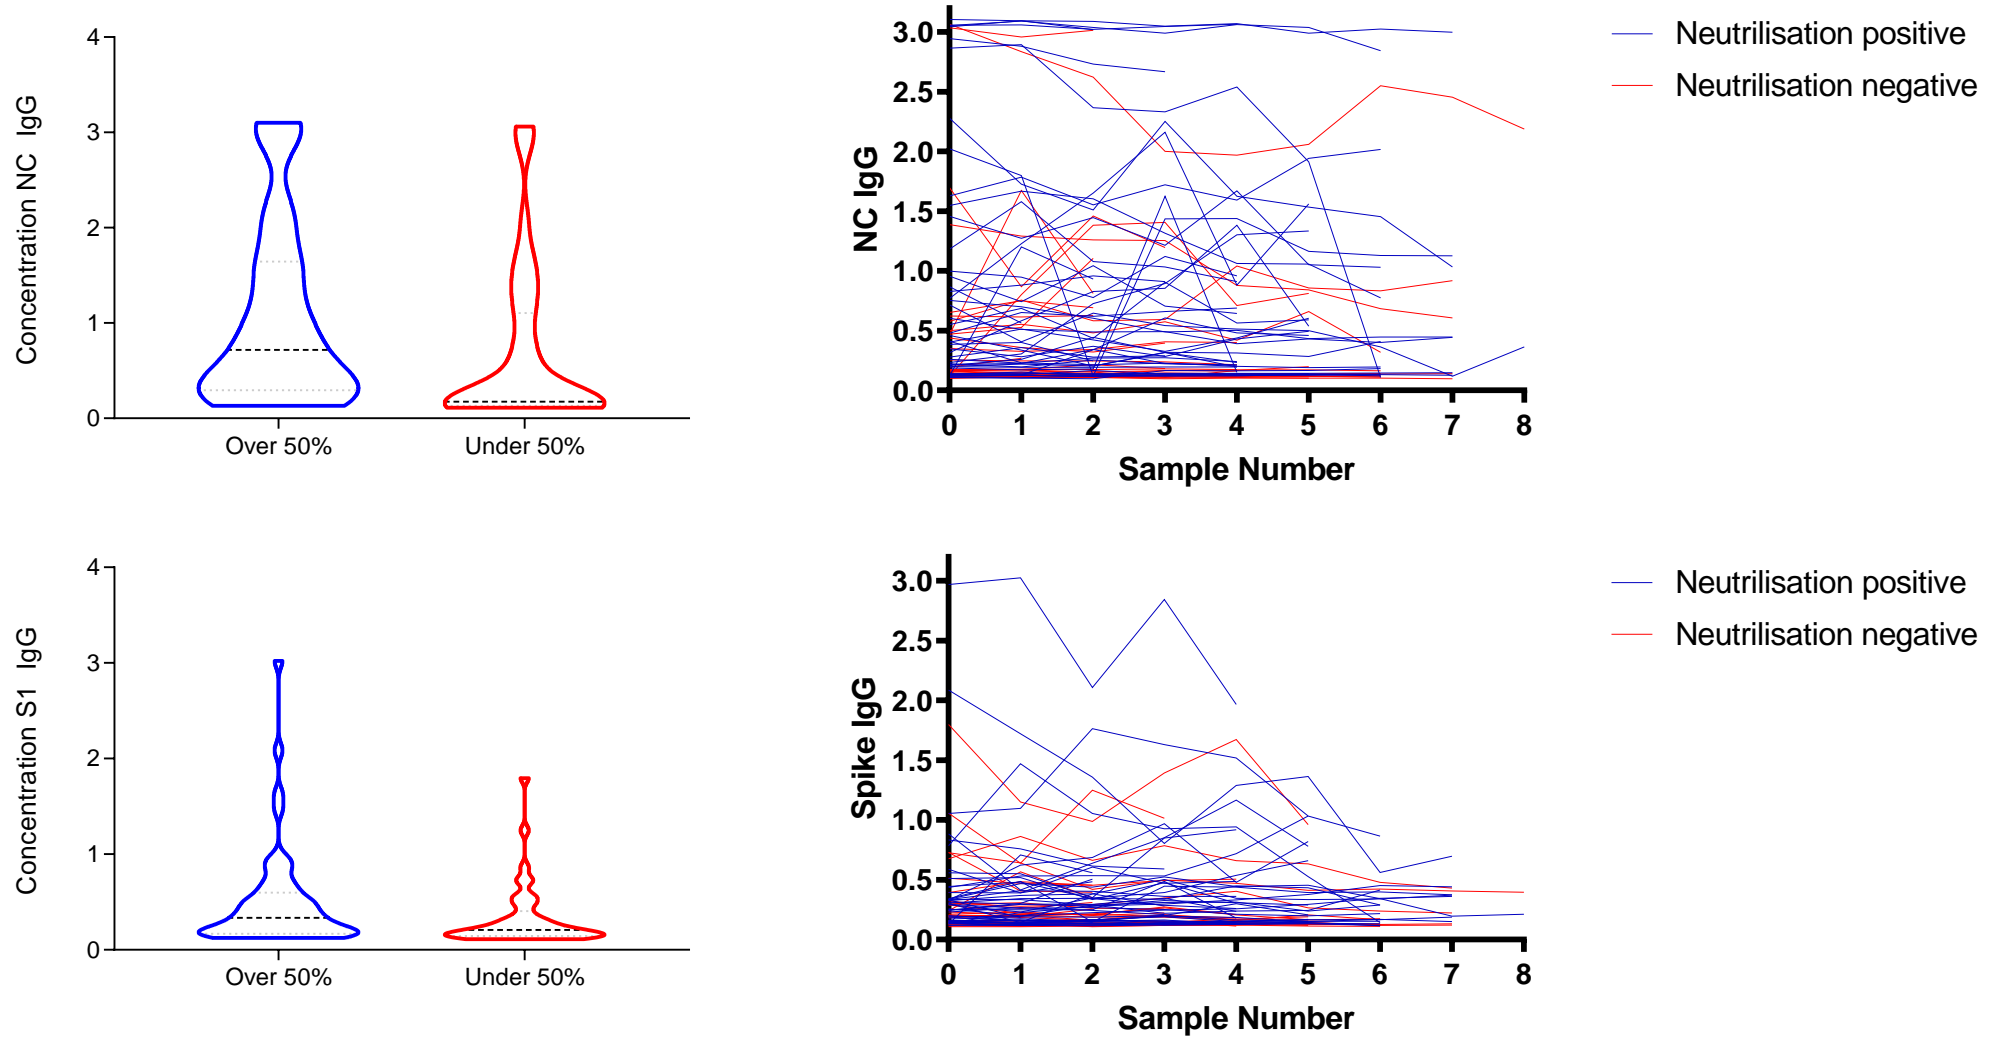 Concentration NC IgG
4
3
2
1
0
Over 50% Under 50%
NC IgG
3.0
2.5
2.0
1.5
1.0
0.5
0.0
0 1 2 3 4 5 6 7 8
Sample Number
Neutrilisation positive
Neutrilisation negative
Concentration S1 IgG
4
3
2
1
0
Over 50% Under 50%
Spike IgG
3.0
2.5
2.0
1.5
1.0
0.5
0.0
0 1 2 3 4 5 6 7 8
Sample Number
Neutrilisation positive
Neutrilisation negative